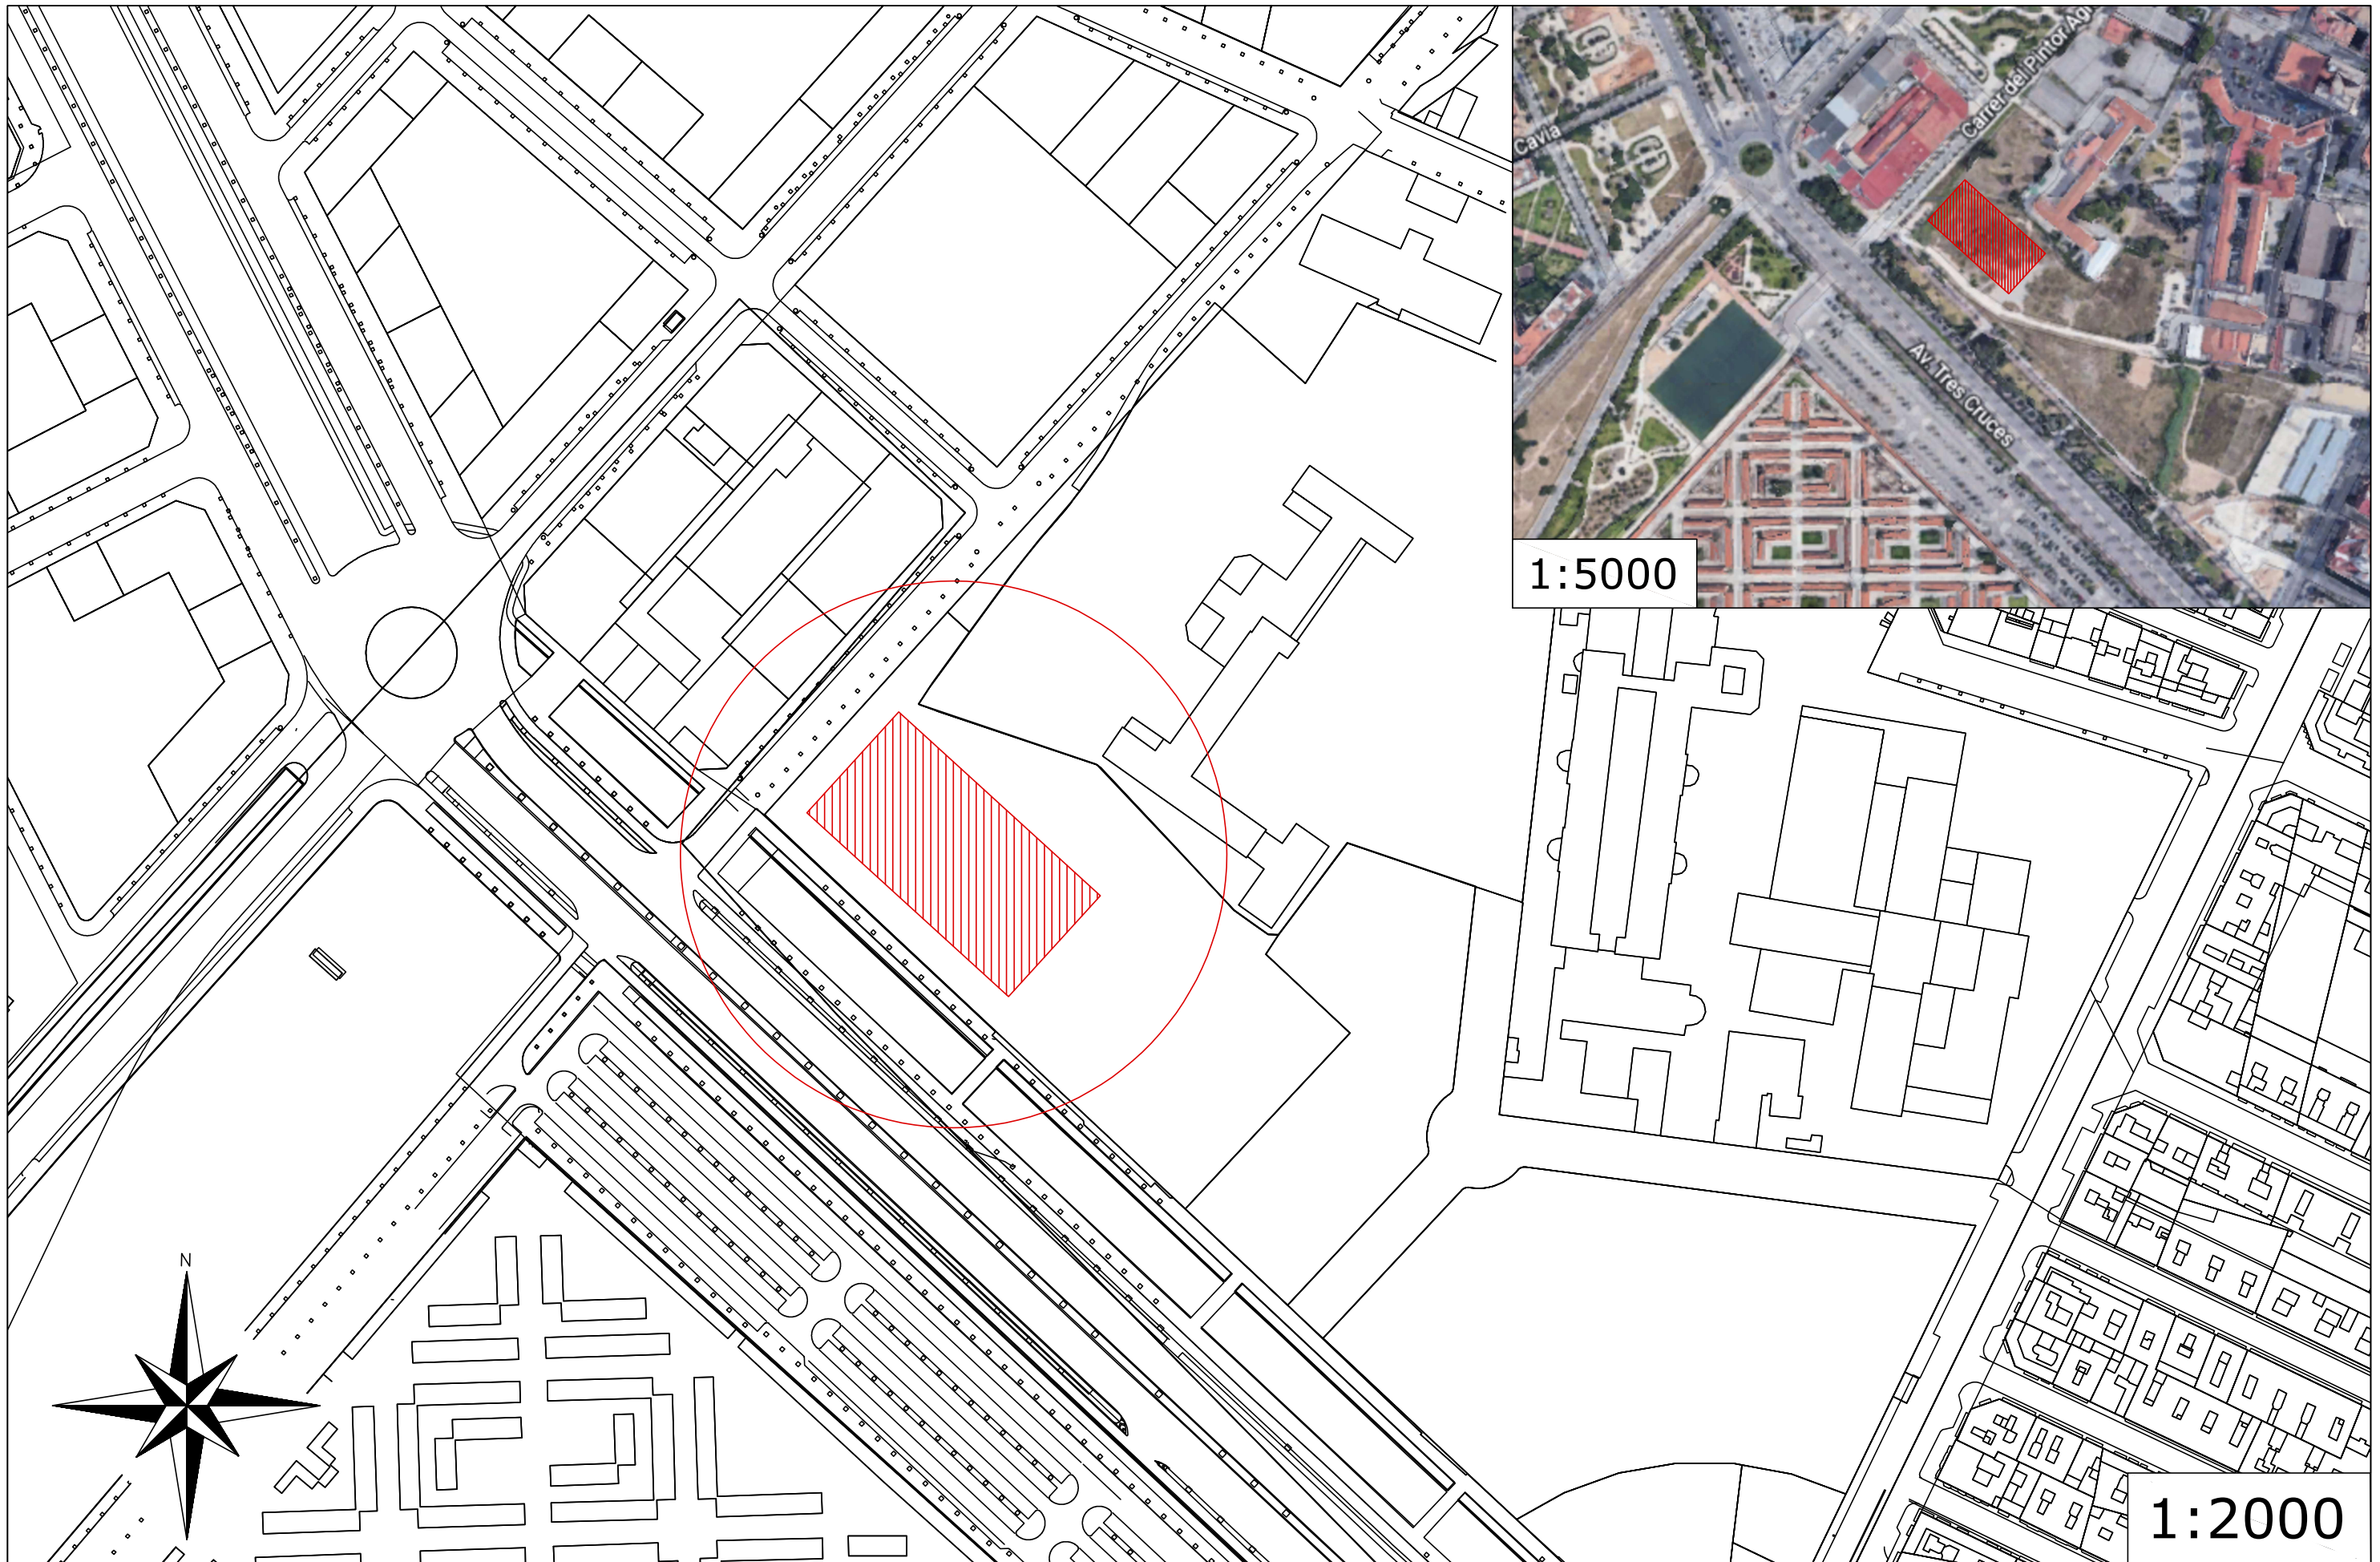 Carrer del Pintor Agr
Cavia
Av. Tres Cruces
1:5000
N
1:2000